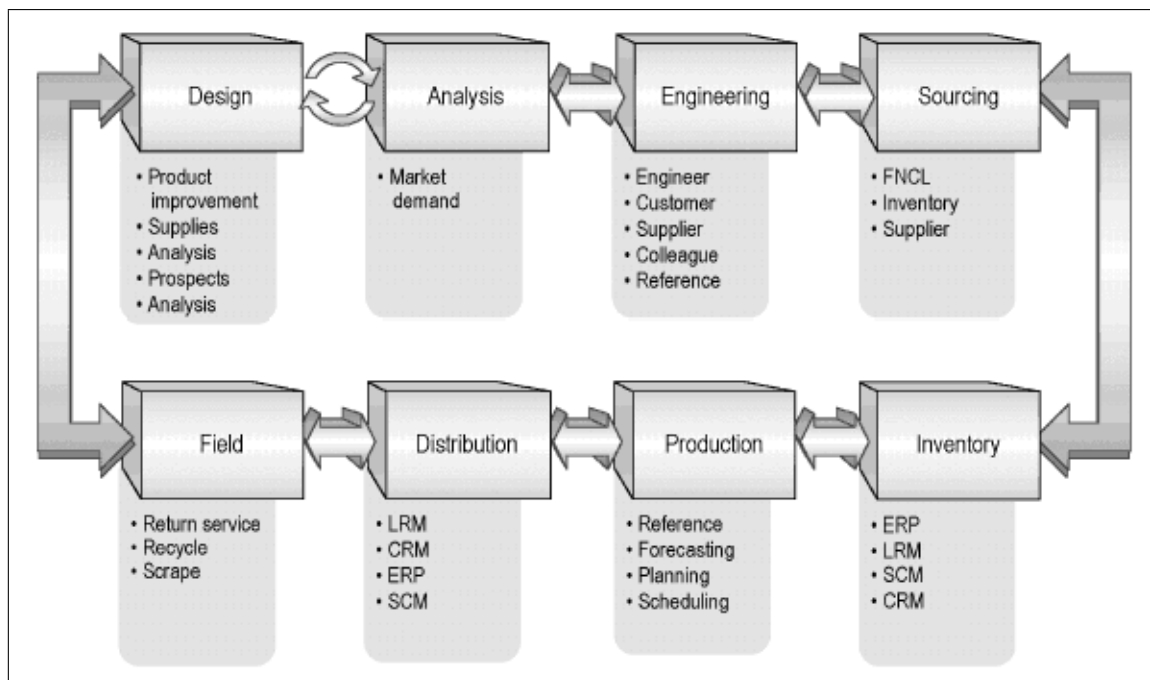 Design
Analysis
Engineering
Sourcing
• Product
improvement
• Supplies
• Analysis
• Prospects
• Analysis
• Market
demand
• Engineer
• Customer
• Supplier
• Colleague
• Reference
• FNCL
• Inventory
• Supplier
Field
Distribution
Production
Inventory
• Return service
• Recycle
• Scrape
• LRM
• CRM
• ERP
• SCM
• Reference
• Forecasting
• Planning
• Scheduling
• ERP
• LRM
• SCM
• CRM